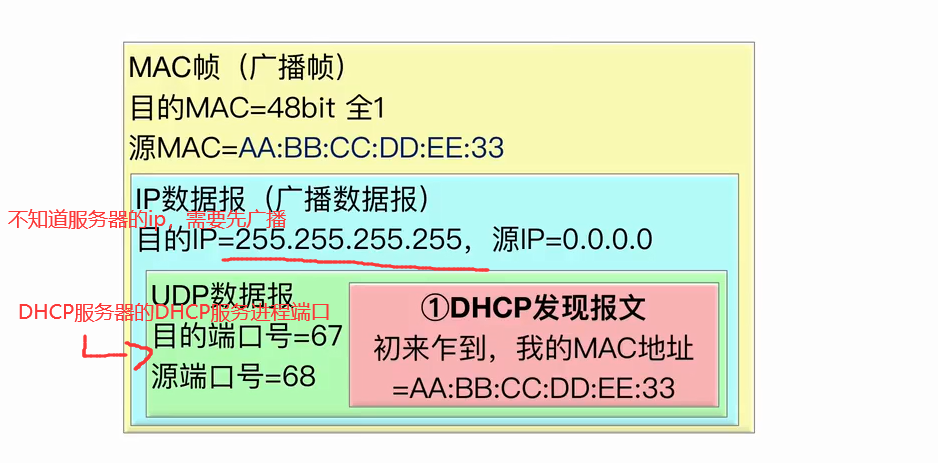 MAC帧（广播帧）
目的MAC=48bit 全1
源MAC=AA:BB:CC:DD:EE:33
IP数据报（广播数据报）
不知道服务器的ip，需要先广播
目的IP=255.255.255.255，源IP=0.0.0.0
UDP数据报
DHCP服务器的DHCP服务进程端口
目的端口号=67
源端口号=68
①DHCP发现报文
初来乍到，我的MAC地址
=AA:BB:CC:DD:EE:33